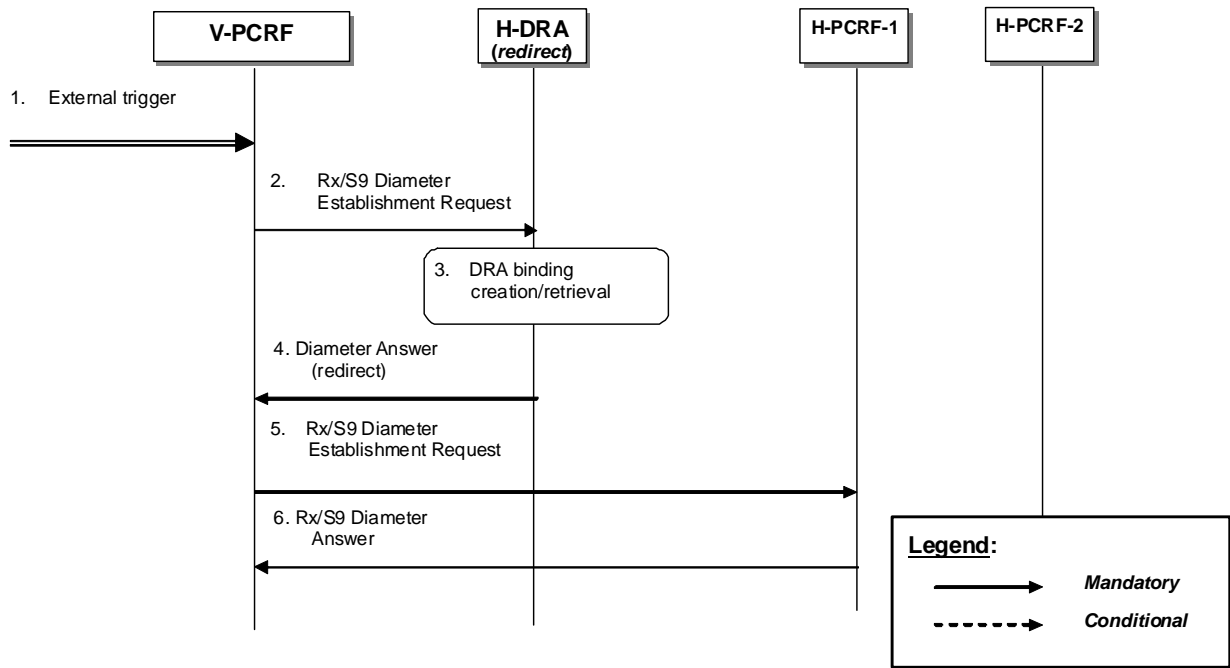 V-PCRF
H-DRA
(redirect)
H-PCRF-1
H-PCRF-2
1. External trigger
2. Rx/S9 Diameter
Establishment Request
3. DRA binding
creation/retrieval
4. Diameter Answer
(redirect)
5. Rx/S9 Diameter
Establishment Request
6. Rx/S9 Diameter
Answer
Legend:
Mandatory
Conditional